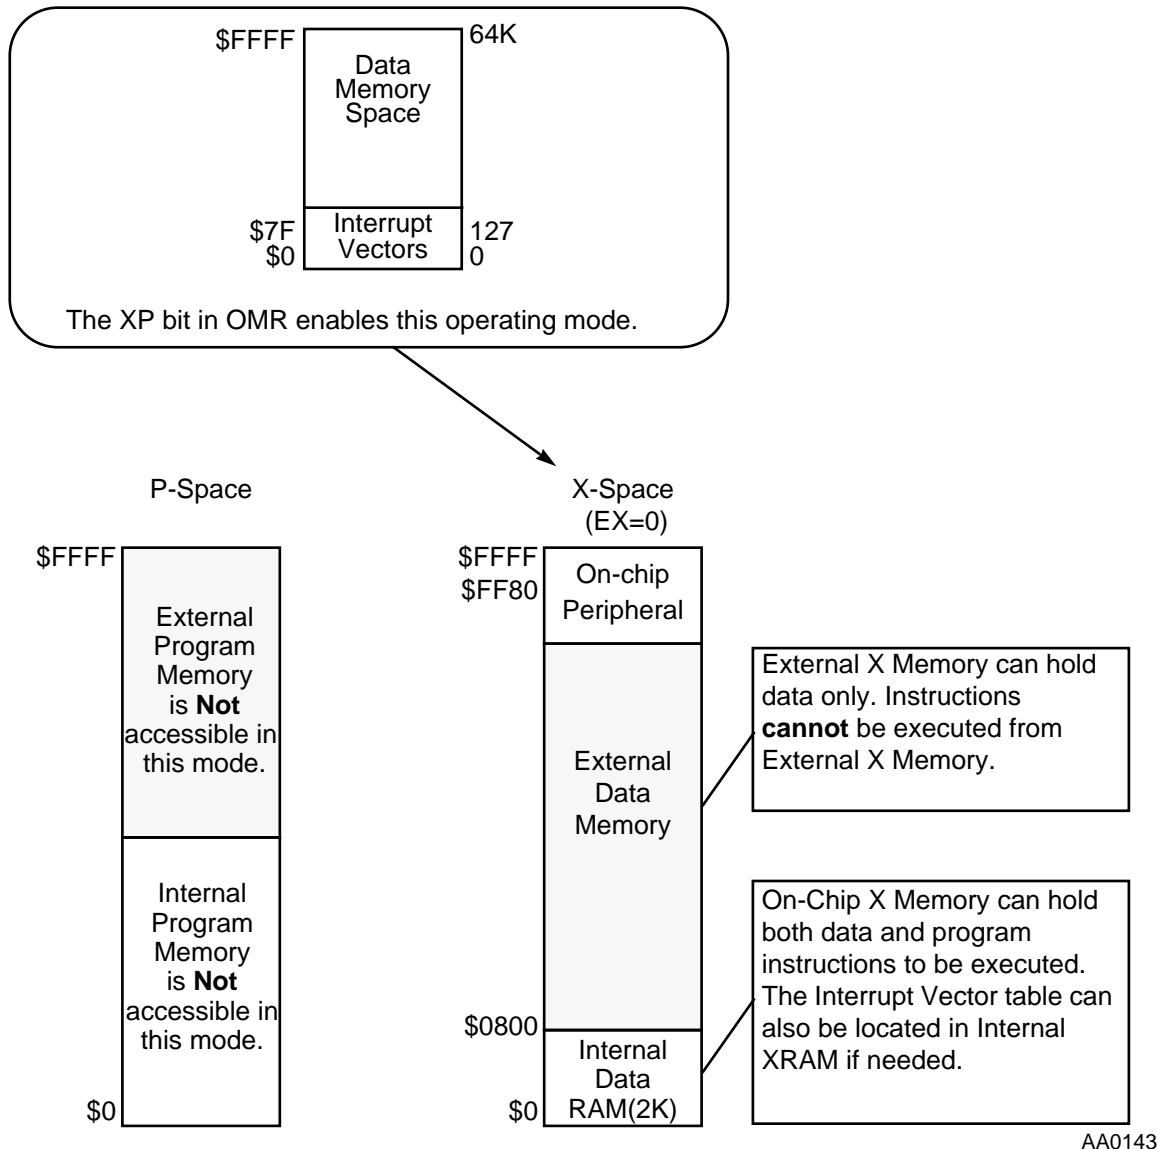 $FFFF
64K
Data
Memory
Space
$7F
Interrupt
127
$0
Vectors
0
The XP bit in OMR enables this operating mode.
P-Space
X-Space
(EX=0)
$FFFF
External
Program
Memory
is Not
accessible in
this mode.
Internal
Program
Memory
is Not
accessible in
this mode.
$0
$FFFF
$FF80
On-chip
Peripheral
External
Data
Memory
$0800
Internal
Data
RAM(2K)
$0
External X Memory can hold
data only. Instructions
cannot be executed from
External X Memory.
On-Chip X Memory can hold
both data and program
instructions to be executed.
The Interrupt Vector table can
also be located in Internal
XRAM if needed.
AA0143